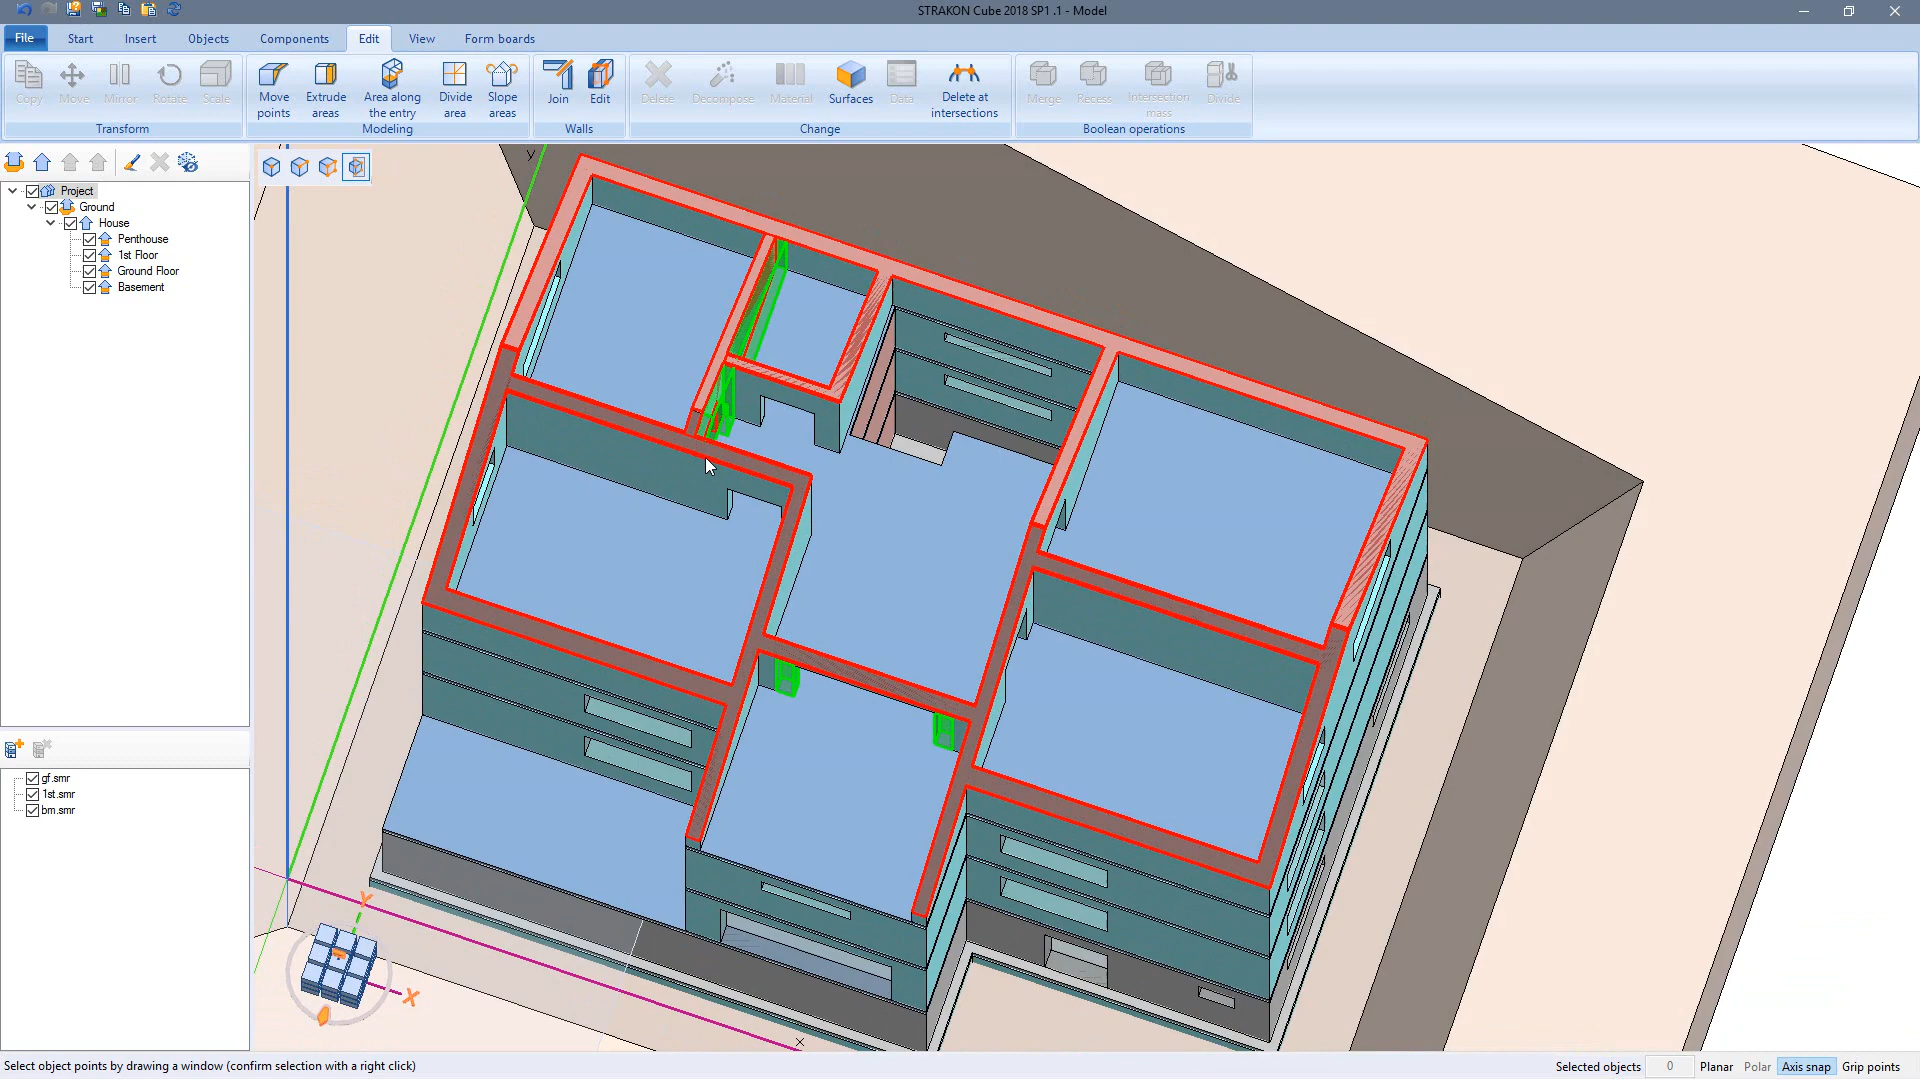 STRAKON Cube 2018 SP1 .1 - Model
File Start Insert Objects Components Edit View Form boards
Copy Move Mirror Rotate Scale
Transform
Move points Extrude areas Area along the entry Divide area Slope areas
Modeling
Join Edit
Walls
Delete Decompose Material Surfaces Data Delete at intersections
Change
Merge Recess Intersection mass Divide
Boolean operations
Project
Ground
House
Penthouse
1st Floor
Ground Floor
Basement
gf.smr
1st.smr
bm.smr
y
Y
X
x
Select object points by drawing a window (confirm selection with a right click)
Selected objects 0 Planar Polar Axis snap Grip points